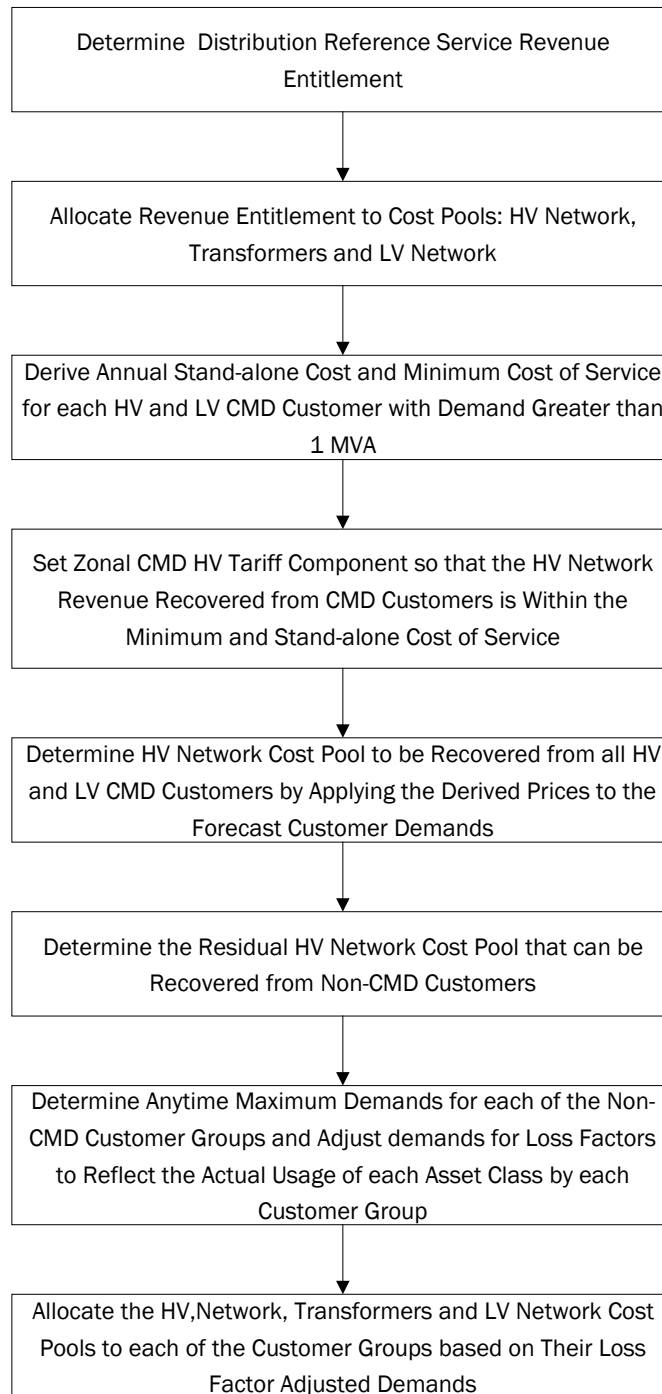 Determine  Distribution Reference Service Revenue
Entitlement
Allocate Revenue Entitlement to Cost Pools: HV Network,
Transformers and LV Network
Derive Annual Stand-alone Cost and Minimum Cost of Service
for each HV and LV CMD Customer with Demand Greater than
1 MVA
Set Zonal CMD HV Tariff Component so that the HV Network
Revenue Recovered from CMD Customers is Within the
Minimum and Stand-alone Cost of Service
Determine HV Network Cost Pool to be Recovered from all HV
and LV CMD Customers by Applying the Derived Prices to the
Forecast Customer Demands
Determine the Residual HV Network Cost Pool that can be
Recovered from Non-CMD Customers
Determine Anytime Maximum Demands for each of the Non-
CMD Customer Groups and Adjust demands for Loss Factors
to Reflect the Actual Usage of each Asset Class by each
Customer Group
Allocate the HV,Network, Transformers and LV Network Cost
Pools to each of the Customer Groups based on Their Loss
Factor Adjusted Demands